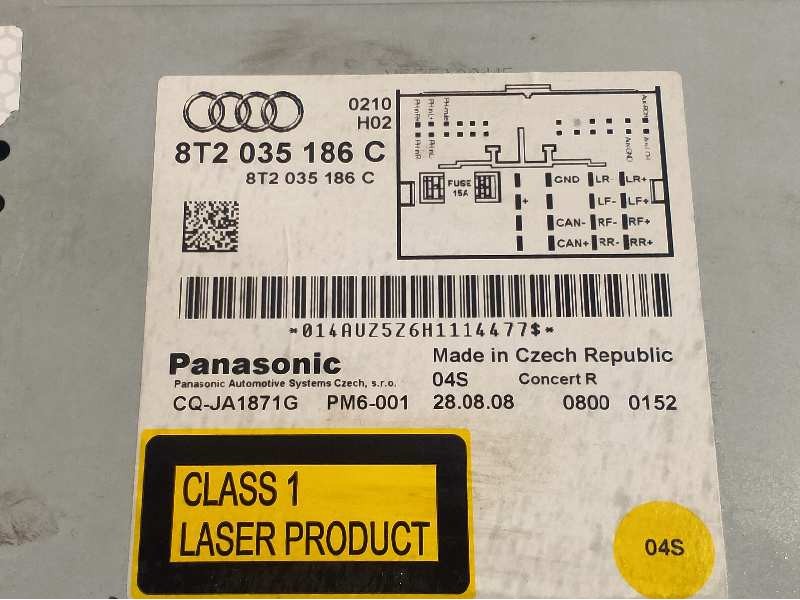 0210
H02
8T2 035 186 C
8T2 035 186 C
FUSE
15A
+
GND LR- LR+
LF- LF+
CAN- RF- RF+
CAN+ RR- RR+
*014AUZ5Z6H1114477$*
Panasonic
Made in Czech Republic
Panasonic Automotive Systems Czech, s.r.o.
04S Concert R
CQ-JA1871G PM6-001 28.08.08 0800 0152
CLASS 1
LASER PRODUCT
04S